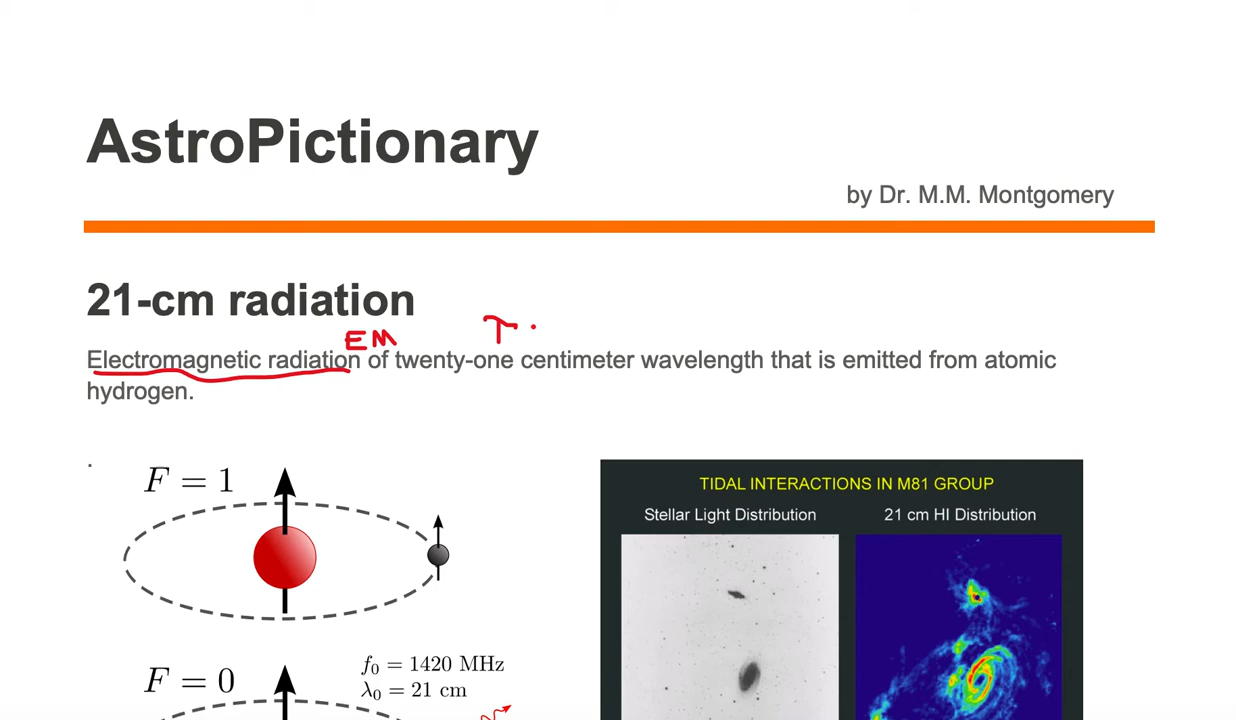 AstroPictionary
by Dr. M.M. Montgomery
21-cm radiation
EM T
Electromagnetic radiation of twenty-one centimeter wavelength that is emitted from atomic
hydrogen.
F = 1
TIDAL INTERACTIONS IN M81 GROUP
Stellar Light Distribution
21 cm HI Distribution
F = 0
f₀ = 1420 MHz
λ₀ = 21 cm